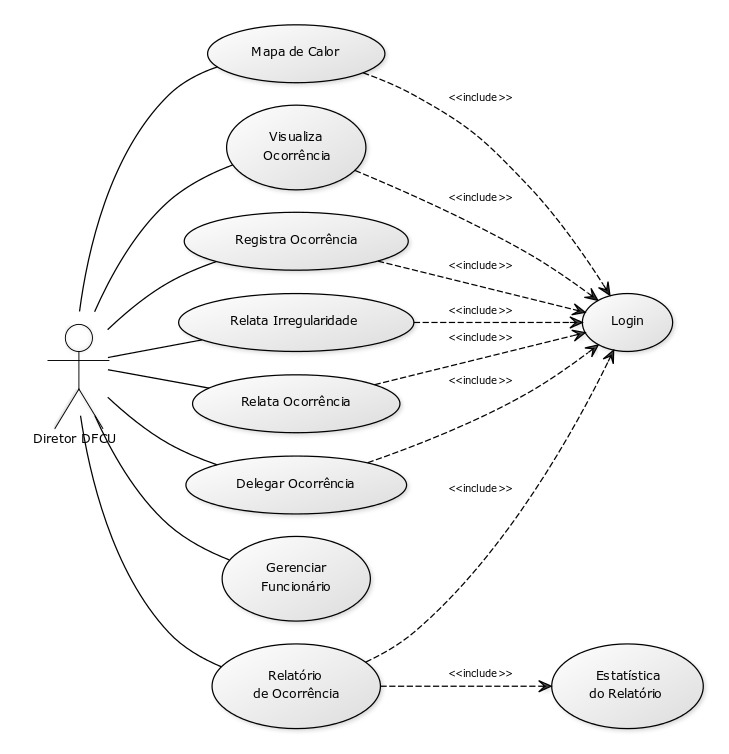 Mapa de Calor
<<include>>
Visualiza
Ocorrência
<<include>>
Registra Ocorrência
<<include>>
Relata Irregularidade
<<include>>
Login
<<include>>
Relata Ocorrência
<<include>>
Diretor DFCU
Delegar Ocorrência
<<include>>
Gerenciar
Funcionário
Relatório
de Ocorrência
<<include>>
Estatística
do Relatório